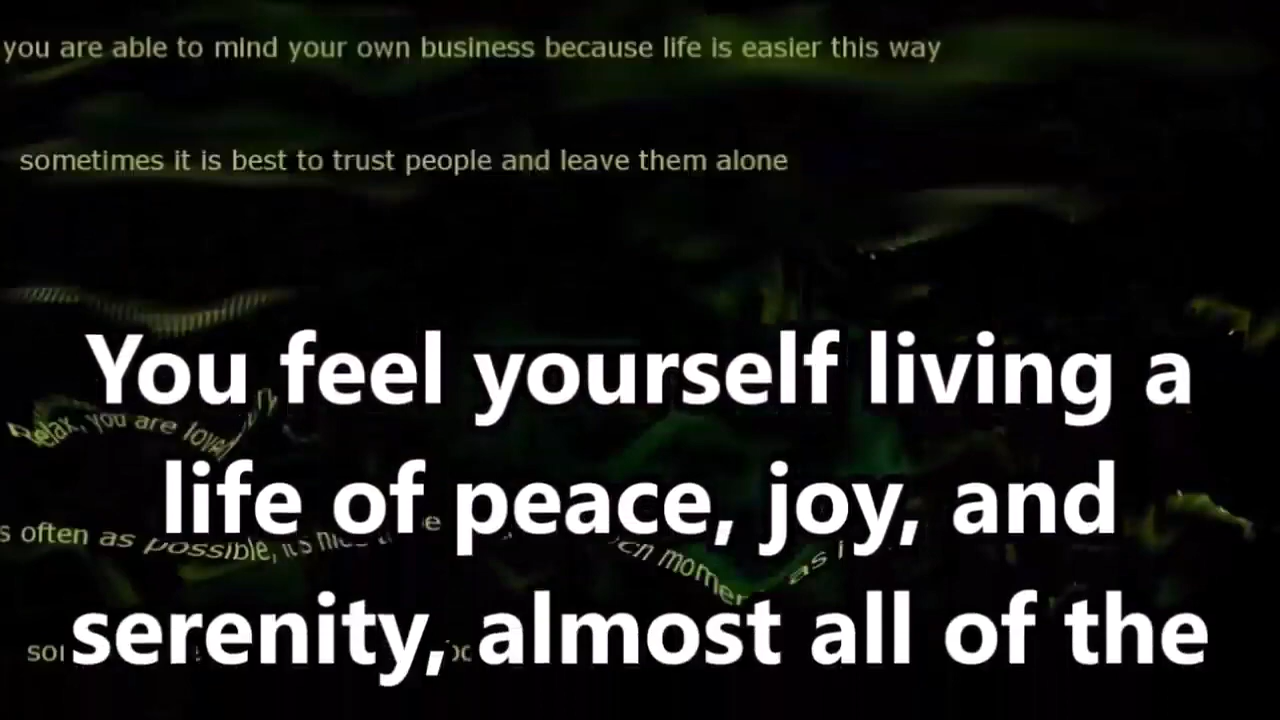 you are able to mind your own business because life is easier this way
sometimes it is best to trust people and leave them alone
You feel yourself living a
Relax, you are loved
life of peace, joy, and
often as possible,
serenity, almost all of the